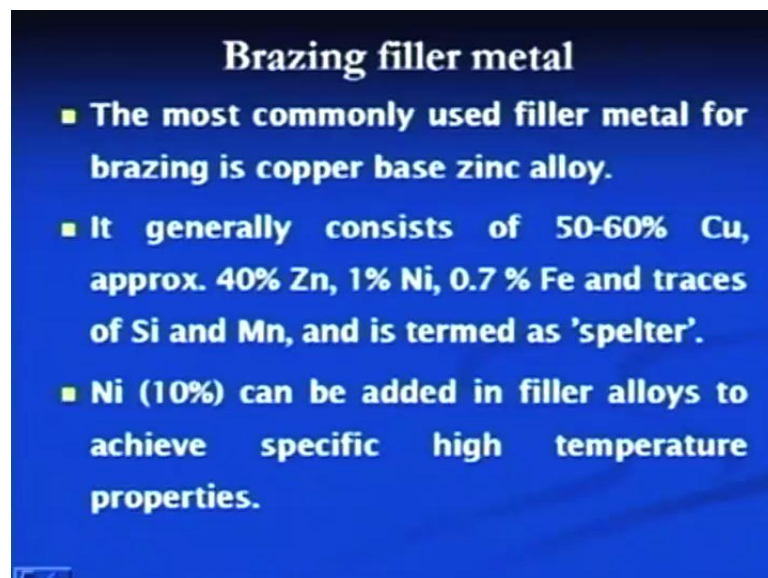 Brazing filler metal
▪ The most commonly used filler metal for
brazing is copper base zinc alloy.
▪ It generally consists of 50-60% Cu,
approx. 40% Zn, 1% Ni, 0.7 % Fe and traces
of Si and Mn, and is termed as 'spelter'.
▪ Ni (10%) can be added in filler alloys to
achieve specific high temperature
properties.